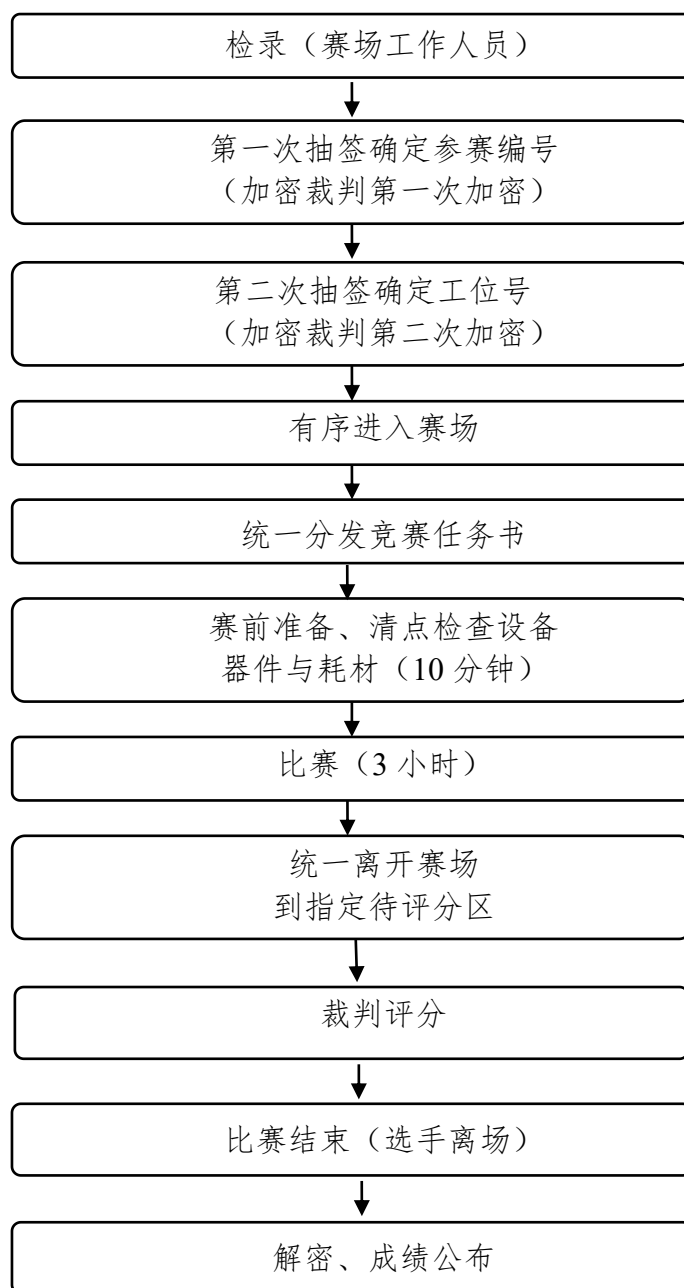 检录（赛场工作人员）
第一次抽签确定参赛编号
（加密裁判第一次加密）
第二次抽签确定工位号
（加密裁判第二次加密）
有序进入赛场
统一分发竞赛任务书
赛前准备、清点检查设备
器件与耗材（10 分钟）
比赛（3 小时）
统一离开赛场
到指定待评分区
裁判评分
比赛结束（选手离场）
解密、成绩公布